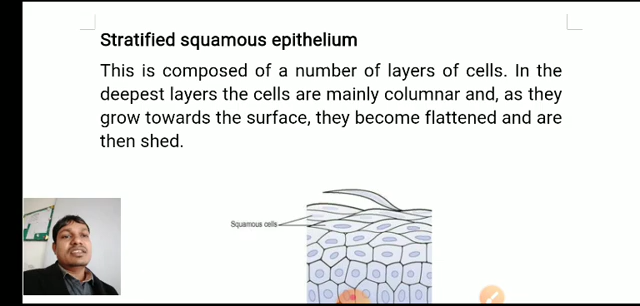 Stratified squamous epithelium
This is composed of a number of layers of cells. In the
deepest layers the cells are mainly columnar and, as they
grow towards the surface, they become flattened and are
then shed.
Squamous cells